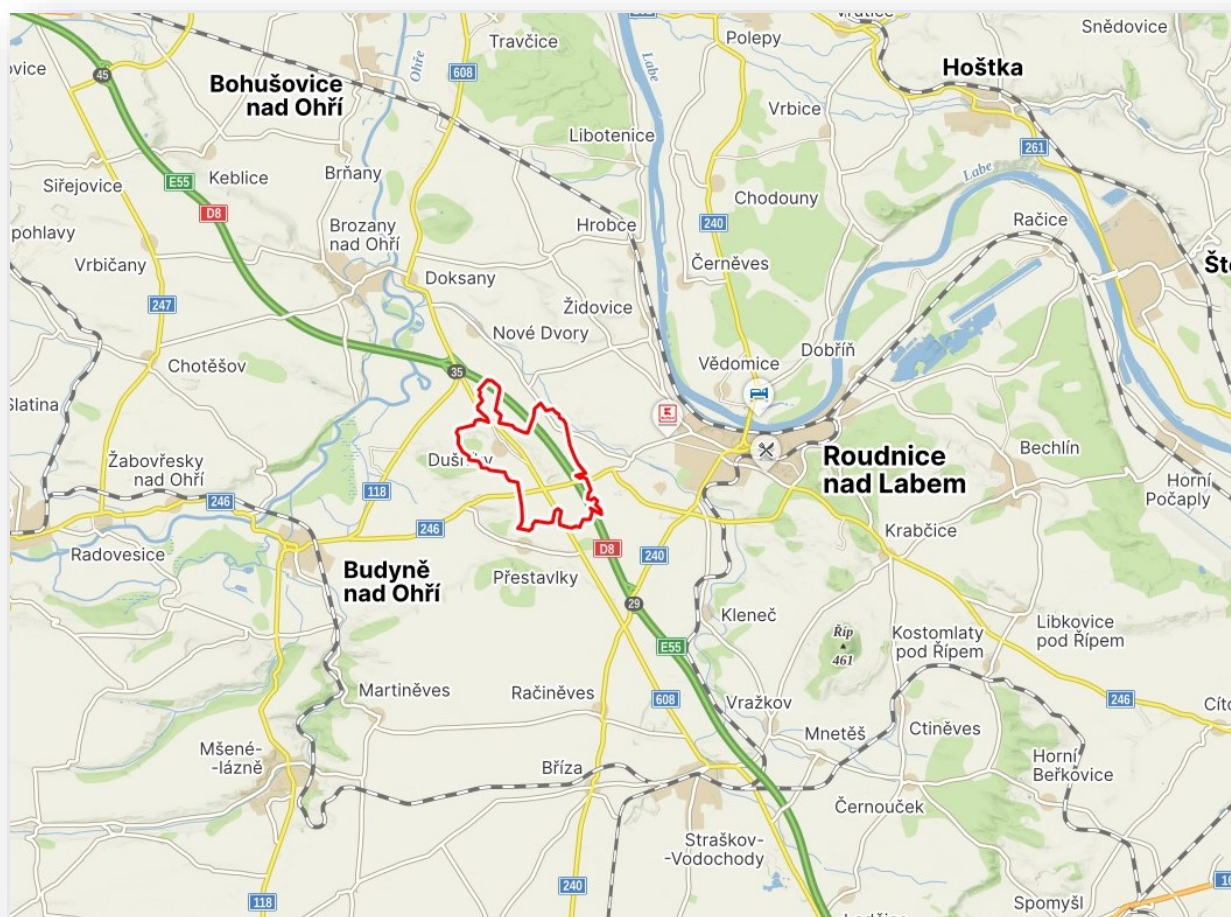 Travčice
Polepy
Snědovice
Labe
45
Ohře
608
Bohušovice
nad Ohří
Hoštka
Vrbice
Libotenice
261
E55
Keblice
Brňany
Siřejovice
D8
Chodouny
Labe
240
Račice
Brozany
nad Ohří
Hrobce
Vrbičany
Doksany
Černěves
247
Židovice
Nové Dvory
Dobříň
Chotěšov
35
Vědomice
Bechlín
Roudnice
nad Labem
Žabovřesky
nad Ohří
118
Horní
Počaply
246
246
Krabčice
Radovesice
D8
240
Budyně
nad Ohří
Přestavlky
29
Kleneč
Libkovice
pod Řípem
Říp
461
Kostomlaty
pod Řípem
E55
Martiněves
Račiněves
608
Vražkov
246
Mnetěš
Ctiněves
Mšené-
-lázně
Bříza
Horní
Beřkovice
Černouček
Straškov-
-Vodochody
240
118
Spomyšl